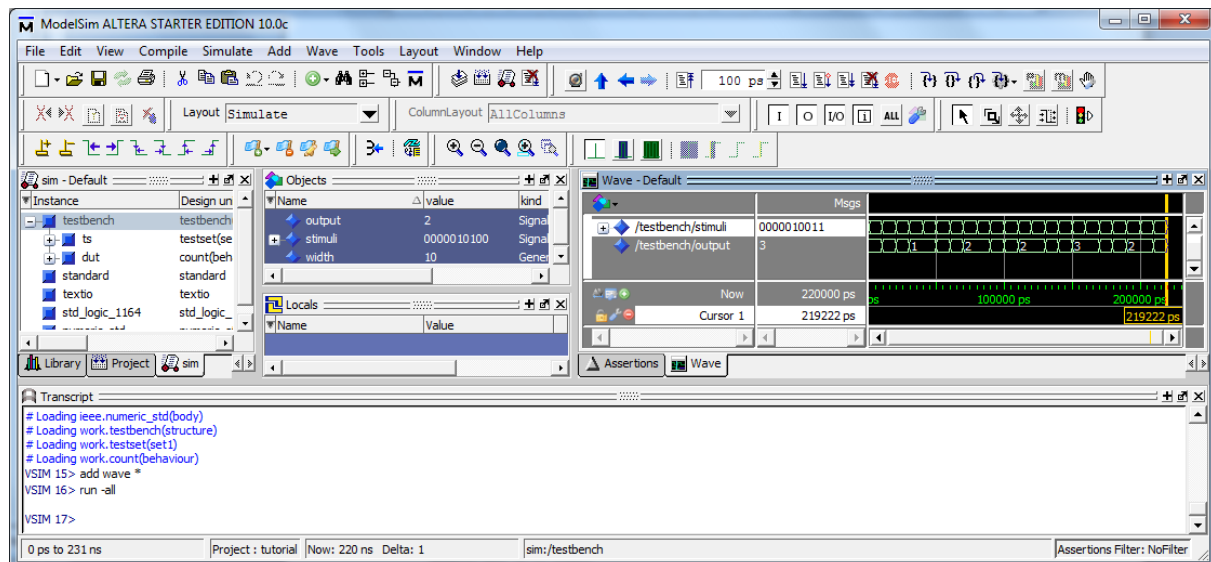 ModelSim ALTERA STARTER EDITION 10.0c
File Edit View Compile Simulate Add Wave Tools Layout Window Help
100 ps
Layout Simulate
ColumnLayout AllColumns
I O I/O i ALL
sim - Default
Instance Design un
testbench testbench
ts testset(se
dut count(beh
standard standard
textio textio
std_logic_1164 std_logic_
Library Project sim
Objects
Name value kind
output 2 Signal
stimuli 0000010100 Signal
width 10 Gener
Locals
Name Value
Wave - Default
Msgs
/testbench/stimuli 0000010011
/testbench/output 3 1 2 2 3 2
Now 220000 ps ps 100000 ps 200000 ps
Cursor 1 219222 ps 219222 ps
Assertions Wave
Transcript
# Loading ieee.numeric_std(body)
# Loading work.testbench(structure)
# Loading work.testset(set1)
# Loading work.count(behaviour)
VSIM 15> add wave *
VSIM 16> run -all
VSIM 17>
0 ps to 231 ns Project : tutorial Now: 220 ns Delta: 1 sim:/testbench Assertions Filter: NoFilter